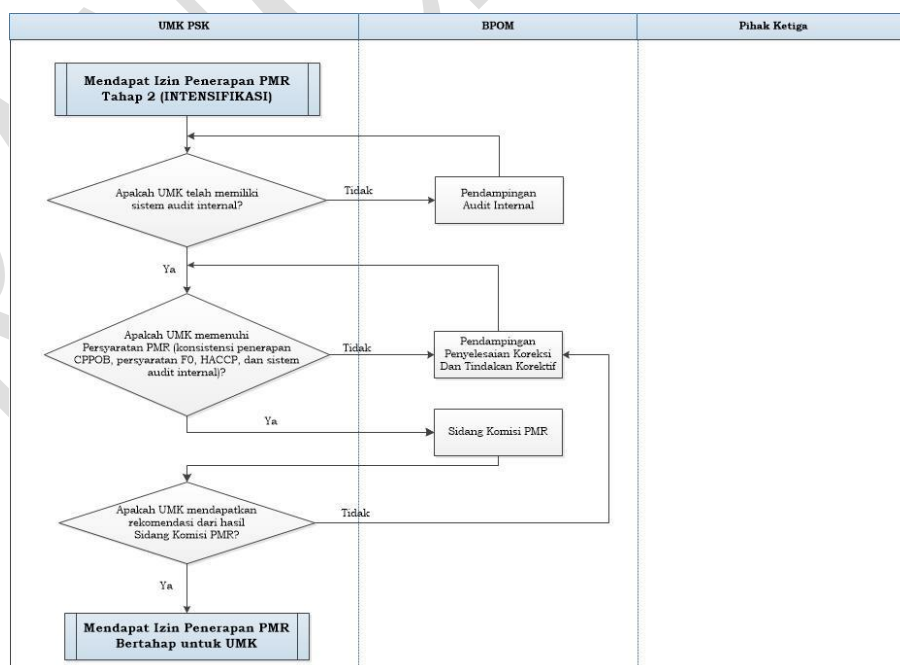 UMK PSK
BPOM
Pihak Ketiga
Mendapat Izin Penerapan PMR
Tahap 2 (INTENSIFIKASI)
Apakah UMK telah memiliki
sistem audit internal?
Tidak
Pendampingan
Audit Internal
Ya
Apakah UMK memenuhi
Persyaratan PMR (konsistensi penerapan
CPPOB, persyaratan F0, HACCP, dan sistem
audit internal)?
Tidak
Pendampingan
Penyelesaian Koreksi
Dan Tindakan Korektif
Ya
Sidang Komisi PMR
Apakah UMK mendapatkan
rekomendasi dari hasil
Sidang Komisi PMR?
Tidak
Ya
Mendapat Izin Penerapan PMR
Bertahap untuk UMK